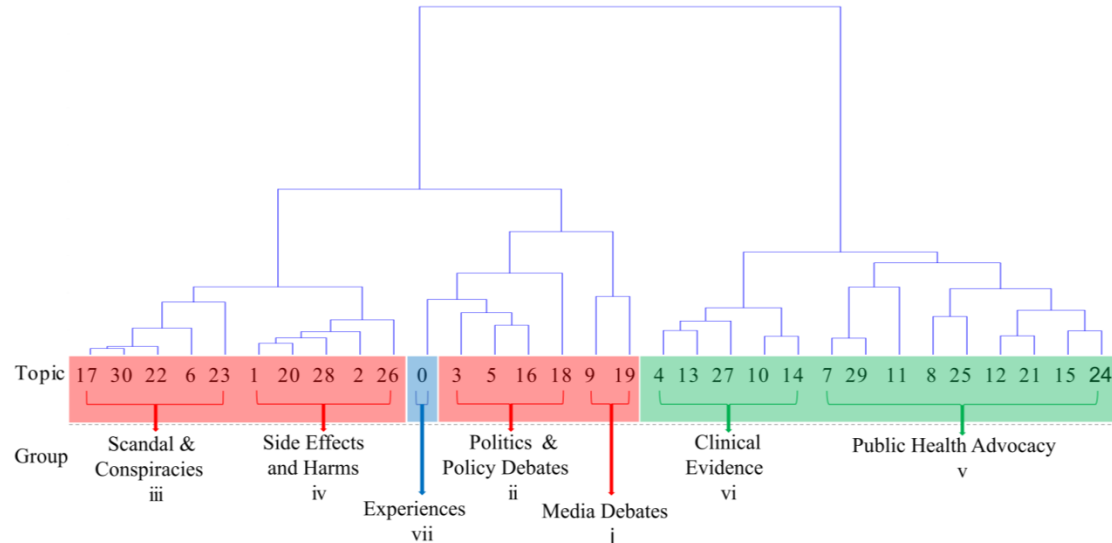 Topic 17 30 22 6 23 1 20 28 2 26 0 3 5 16 18 9 19 4 13 27 10 14 7 29 11 8 25 12 21 15 24
Group
Scandal &
Conspiracies
iii
Side Effects
and Harms
iv
Experiences
vii
Politics &
Policy Debates
ii
Media Debates
i
Clinical
Evidence
vi
Public Health Advocacy
v